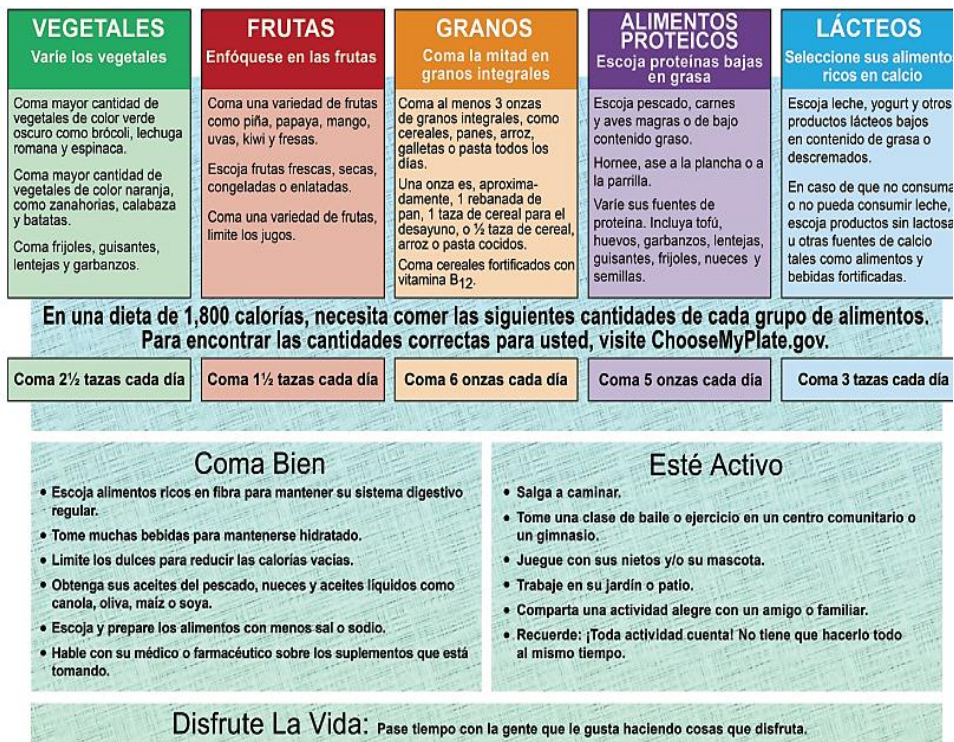 VEGETALES
Varíe los vegetales
Coma mayor cantidad de
vegetales de color verde
oscuro como brócoli, lechuga
romana y espinaca.
Coma mayor cantidad de
vegetales de color naranja,
como zanahorias, calabaza
y batatas.
Coma frijoles, guisantes,
lentejas y garbanzos.
FRUTAS
Enfóquese en las frutas
Coma una variedad de frutas
como piña, papaya, mango,
uvas, kiwi y fresas.
Escoja frutas frescas, secas,
congeladas o enlatadas.
Coma una variedad de frutas,
limite los jugos.
GRANOS
Coma la mitad en
granos integrales
Coma al menos 3 onzas
de granos integrales, como
cereales, panes, arroz,
galletas o pasta todos los
días.
Una onza es, aproxima-
damente, 1 rebanada de
pan, 1 taza de cereal para el
desayuno, o ½ taza de cereal,
arroz o pasta cocidos.
Coma cereales fortificados con
vitamina B12.
ALIMENTOS
PROTEICOS
Escoja proteínas bajas
en grasa
Escoja pescado, carnes
y aves magras o de bajo
contenido graso.
Hornee, ase a la plancha o a
la parrilla.
Varíe sus fuentes de
proteína. Incluya tofú,
huevos, garbanzos, lentejas,
guisantes, frijoles, nueces y
semillas.
LÁCTEOS
Seleccione sus alimentos
ricos en calcio
Escoja leche, yogurt y otros
productos lácteos bajos
en contenido de grasa o
descremados.
En caso de que no consuma
o no pueda consumir leche,
escoja productos sin lactosa
u otras fuentes de calcio
tales como alimentos y
bebidas fortificadas.
En una dieta de 1,800 calorías, necesita comer las siguientes cantidades de cada grupo de alimentos.
Para encontrar las cantidades correctas para usted, visite ChooseMyPlate.gov.
Coma 2½ tazas cada día
Coma 1½ tazas cada día
Coma 6 onzas cada día
Coma 5 onzas cada día
Coma 3 tazas cada día
Coma Bien
• Escoja alimentos ricos en fibra para mantener su sistema digestivo
regular.
• Tome muchas bebidas para mantenerse hidratado.
• Limite los dulces para reducir las calorías vacias.
• Obtenga sus aceites del pescado, nueces y aceites líquidos como
canola, oliva, maíz o soya.
• Escoja y prepare los alimentos con menos sal o sodio.
• Hable con su médico o farmacéutico sobre los suplementos que está
tomando.
Esté Activo
• Salga a caminar.
• Tome una clase de baile o ejercicio en un centro comunitario o
un gimnasio.
• Juegue con sus nietos y/o su mascota.
• Trabaje en su jardín o patio.
• Comparta una actividad alegre con un amigo o familiar.
• Recuerde: ¡Toda actividad cuenta! No tiene que hacerlo todo
al mismo tiempo.
Disfrute La Vida: Pase tiempo con la gente que le gusta haciendo cosas que disfruta.